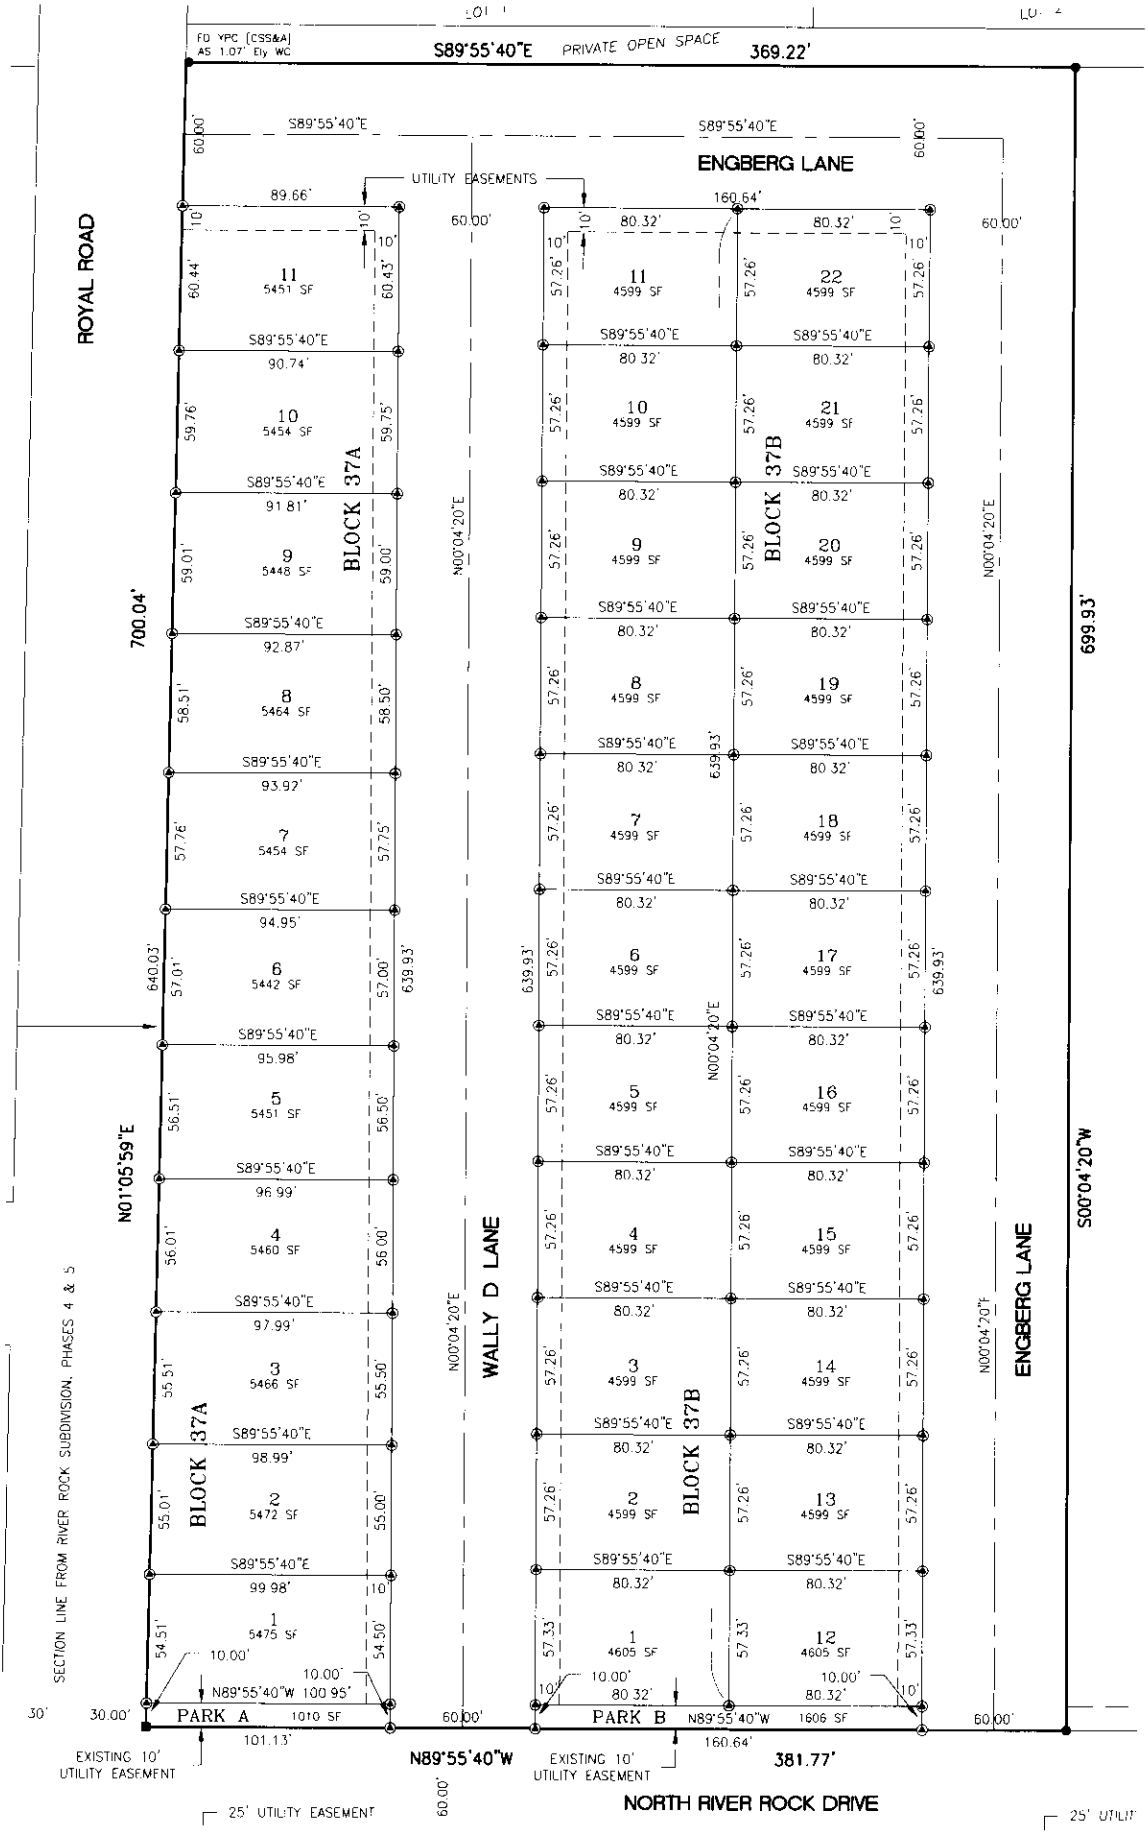 FD YPC [CSS&A]
AS 1.07' Ely WC
S89°55'40"E PRIVATE OPEN SPACE 369.22'
60.00' S89°55'40"E S89°55'40"E 60.00'
ENGBERG LANE
UTILITY EASEMENTS
89.66' 60.00' 160.64' 60.00'
80.32' 80.32'
10' 10' 10' 10' 10' 10' 10'
ROYAL ROAD
60.44' 11 60.43' 57.26' 11 57.26' 22 57.26'
5451 SF 4599 SF 4599 SF
S89°55'40"E S89°55'40"E S89°55'40"E
90.74' 80.32' 80.32'
59.76' 10 59.75' 57.26' 10 57.26' 21 57.26'
5454 SF 4599 SF 4599 SF
BLOCK 37A BLOCK 37B
S89°55'40"E S89°55'40"E S89°55'40"E
91.81' 80.32' 80.32'
N00°04'20"E N00°04'20"E
59.01' 9 59.00' 57.26' 9 57.26' 20 57.26'
5448 SF 4599 SF 4599 SF
700.04' 699.93'
S89°55'40"E S89°55'40"E S89°55'40"E
92.87' 80.32' 80.32'
58.51' 8 58.50' 57.26' 8 57.26' 19 57.26'
5464 SF 4599 SF 4599 SF
639.93'
S89°55'40"E S89°55'40"E S89°55'40"E
93.92' 80.32' 80.32'
57.76' 7 57.75' 57.26' 7 57.26' 18 57.26'
5454 SF 4599 SF 4599 SF
S89°55'40"E S89°55'40"E S89°55'40"E
94.95' 80.32' 80.32'
640.03' 57.01' 6 57.00' 639.93' 639.93' 57.26' 6 57.26' 17 57.26' 639.93'
5442 SF 4599 SF 4599 SF
S89°55'40"E S89°55'40"E S89°55'40"E
95.98' 80.32' 80.32'
N00°04'20"E
56.51' 5 56.50' 57.26' 5 57.26' 16 57.26'
5451 SF 4599 SF 4599 SF
N01°05'59"E S00°04'20"W
S89°55'40"E S89°55'40"E S89°55'40"E
96.99' 80.32' 80.32'
56.01' 4 56.00' 57.26' 4 57.26' 15 57.26'
5460 SF 4599 SF 4599 SF
WALLY D LANE ENGBERG LANE
S89°55'40"E S89°55'40"E S89°55'40"E
97.99' 80.32' 80.32'
N00°04'20"E N00°04'20"E
55.51' 3 55.50' 57.26' 3 57.26' 14 57.26'
5466 SF 4599 SF 4599 SF
SECTION LINE FROM RIVER ROCK SUBDIVISION, PHASES 4 & 5
BLOCK 37A BLOCK 37B
S89°55'40"E S89°55'40"E S89°55'40"E
98.99' 80.32' 80.32'
55.01' 2 55.00' 57.26' 2 57.26' 13 57.26'
5472 SF 4599 SF 4599 SF
S89°55'40"E S89°55'40"E S89°55'40"E
99.98' 10' 80.32' 80.32'
54.51' 1 54.50' 57.33' 1 57.33' 12 57.33'
5475 SF 4605 SF 4605 SF
10.00' 10.00' 10.00' 10.00'
N89°55'40"W 100.95' 10' 80.32' 80.32' 10'
30' 30.00' PARK A 1010 SF 60.00' PARK B N89°55'40"W 1606 SF 60.00'
101.13' 160.64'
EXISTING 10' N89°55'40"W EXISTING 10' 381.77'
UTILITY EASEMENT UTILITY EASEMENT
60.00'
25' UTILITY EASEMENT NORTH RIVER ROCK DRIVE 25'